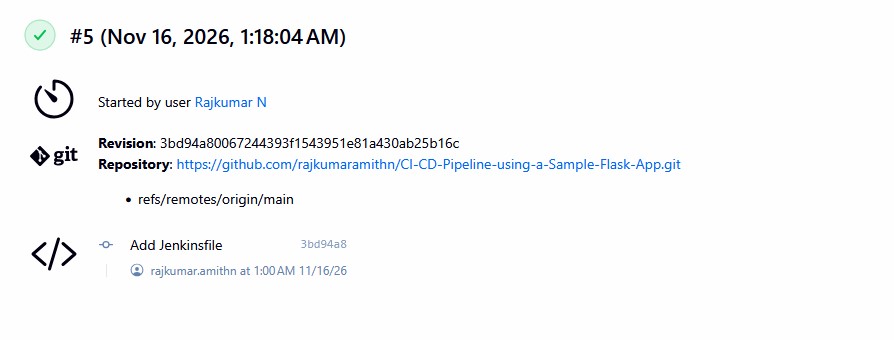 #5 (Nov 16, 2026, 1:18:04 AM)
Started by user Rajkumar N
git
Revision: 3bd94a80067244393f1543951e81a430ab25b16c
Repository: https://github.com/rajkumaramithn/CI-CD-Pipeline-using-a-Sample-Flask-App.git
• refs/remotes/origin/main
Add Jenkinsfile 3bd94a8
rajkumar.amithn at 1:00 AM 11/16/26